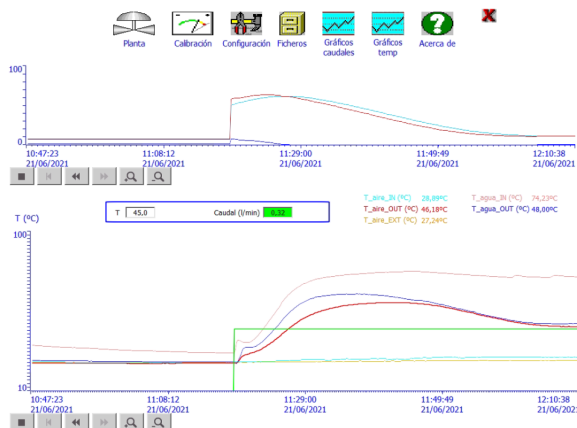 Planta
Calibración
Configuración
Ficheros
Gráficos
caudales
Gráficos
temp
Acerca de
100
0
10:47:23
21/06/2021
11:08:12
21/06/2021
11:29:00
21/06/2021
11:49:49
21/06/2021
12:10:38
21/06/2021
T 45,0 Caudal (l/min) 0,32
T_aire_IN (ºC) 28,89ºC T_agua_IN (ºC) 74,23ºC
T_aire_OUT (ºC) 46,18ºC T_agua_OUT (ºC) 48,00ºC
T_aire_EXT (ºC) 27,24ºC
T (ºC)
100
10
10:47:23
21/06/2021
11:08:12
21/06/2021
11:29:00
21/06/2021
11:49:49
21/06/2021
12:10:38
21/06/2021